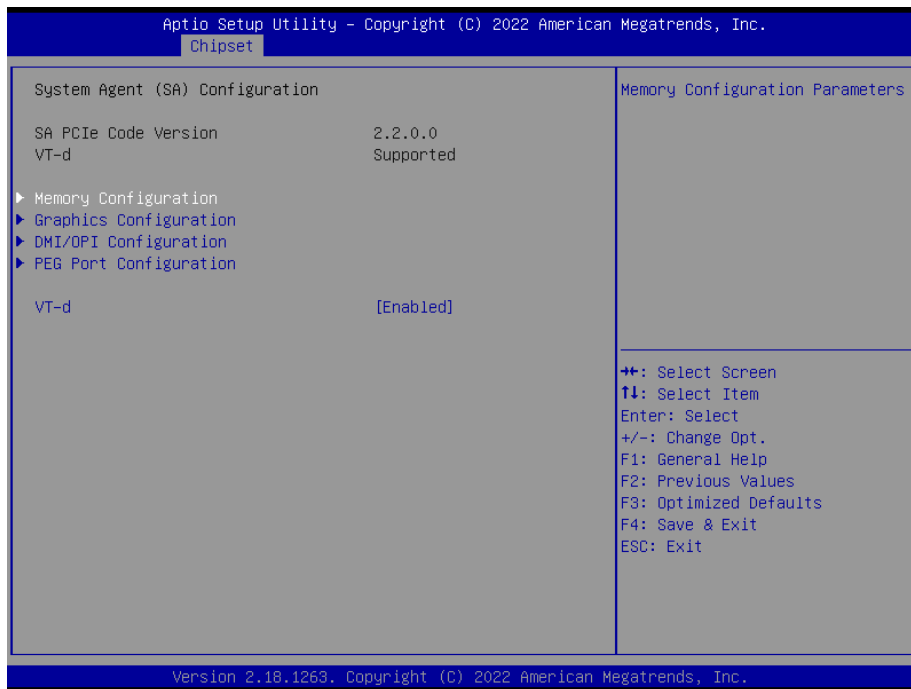 Aptio Setup Utility – Copyright (C) 2022 American Megatrends, Inc.
Chipset
System Agent (SA) Configuration
SA PCIe Code Version 2.2.0.0
VT-d Supported
▶ Memory Configuration
▶ Graphics Configuration
▶ DMI/OPI Configuration
▶ PEG Port Configuration
VT-d [Enabled]
Memory Configuration Parameters
→←: Select Screen
↑↓: Select Item
Enter: Select
+/-: Change Opt.
F1: General Help
F2: Previous Values
F3: Optimized Defaults
F4: Save & Exit
ESC: Exit
Version 2.18.1263. Copyright (C) 2022 American Megatrends, Inc.